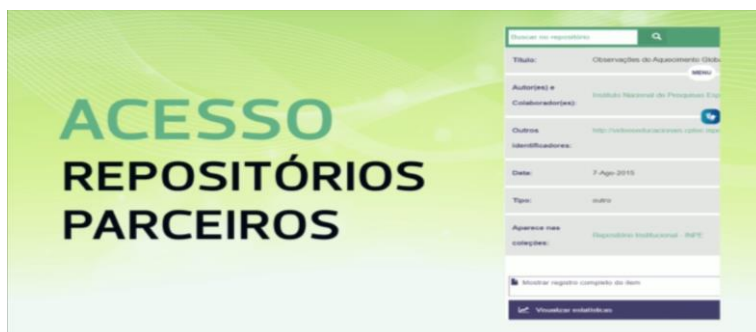 ACESSO
REPOSITÓRIOS
PARCEIROS
Buscar no repositório
Título: Observações do Aquecimento Glob
MENU
Autor(es) e
Colaborador(es):
Instituto Nacional de Pesquisas Esp
Outros
identificadores:
Data: 7-Ago-2015
Tipo: outro
Aparece nas
coleções:
Repositório Institucional - INPE
Mostrar registro completo do item
Visualizar estatísticas